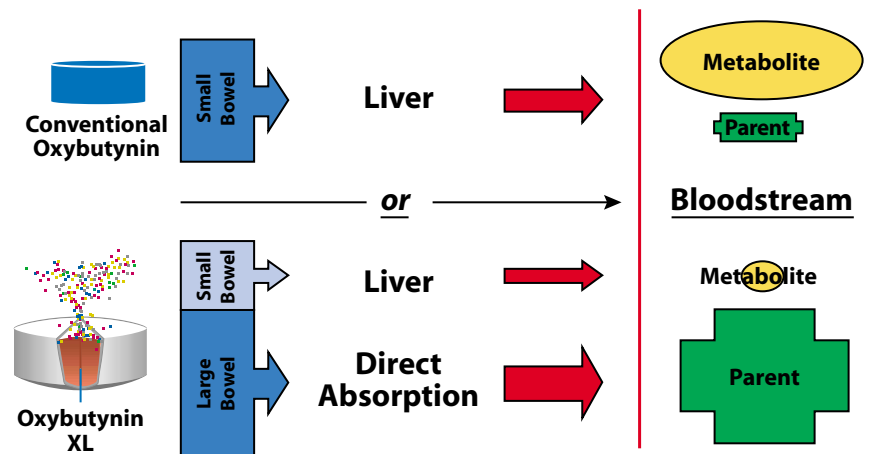 Conventional
Oxybutynin
Small
Bowel
Liver
Metabolite
Parent
or
Bloodstream
Oxybutynin
XL
Small
Bowel
Liver
Metabolite
Large
Bowel
Direct
Absorption
Parent